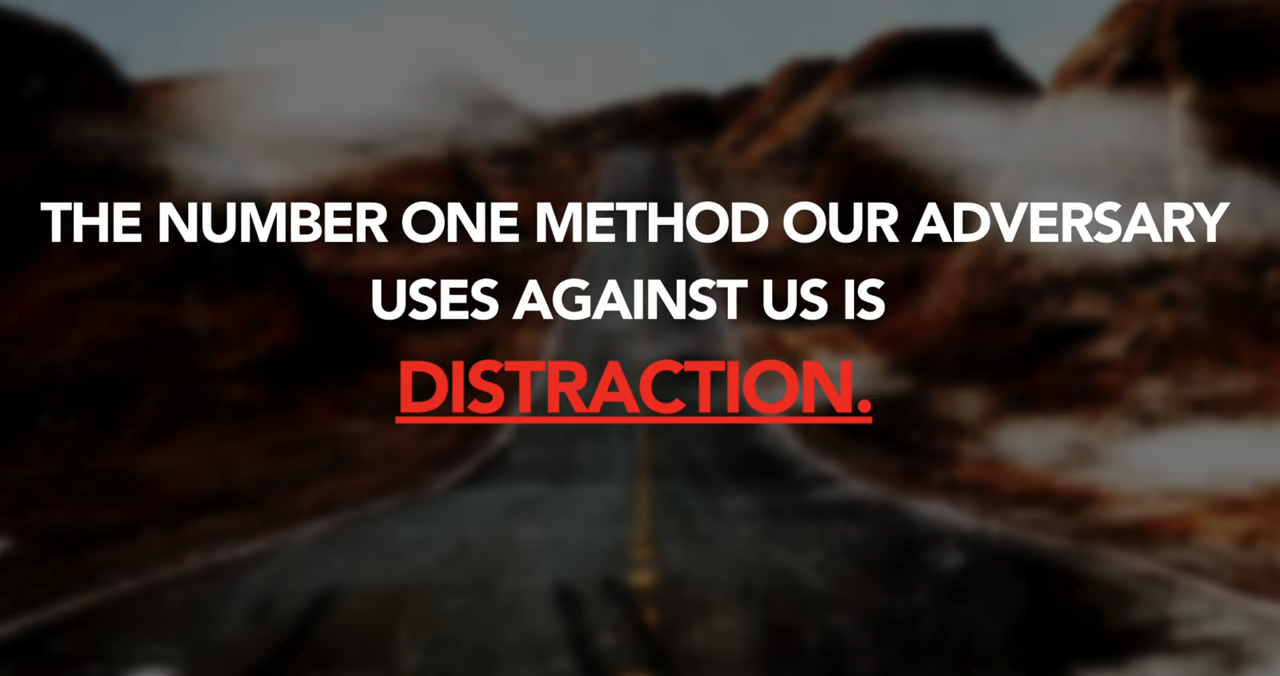 THE NUMBER ONE METHOD OUR ADVERSARY
USES AGAINST US IS
DISTRACTION.